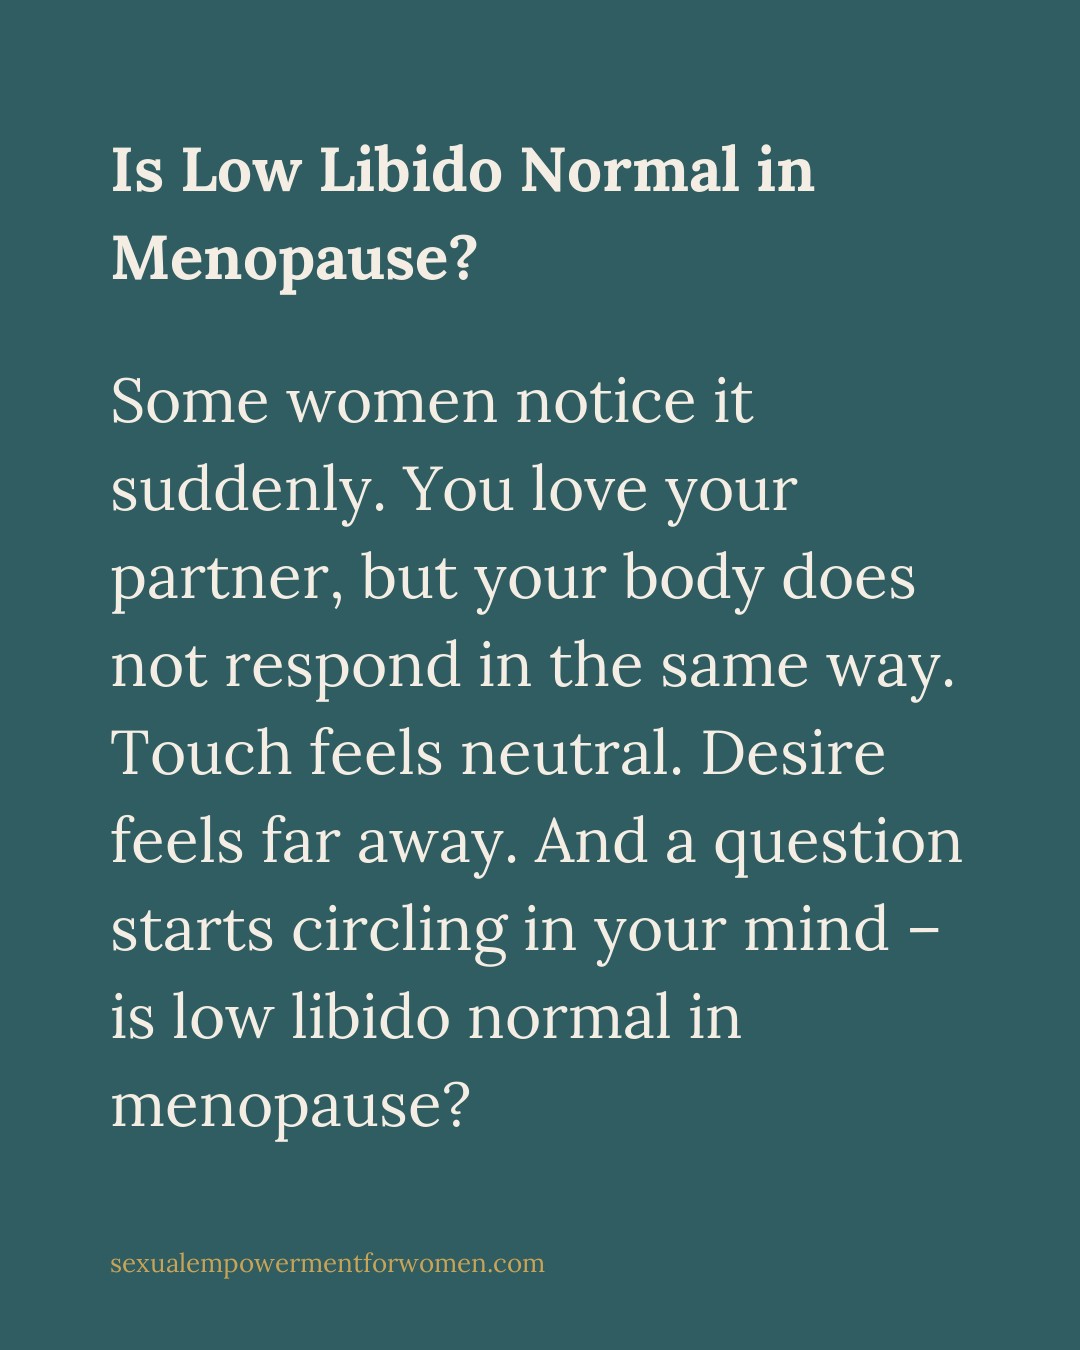 Is Low Libido Normal in
Menopause?
Some women notice it
suddenly. You love your
partner, but your body does
not respond in the same way.
Touch feels neutral. Desire
feels far away. And a question
starts circling in your mind –
is low libido normal in
menopause?
sexualempowermentforwomen.com